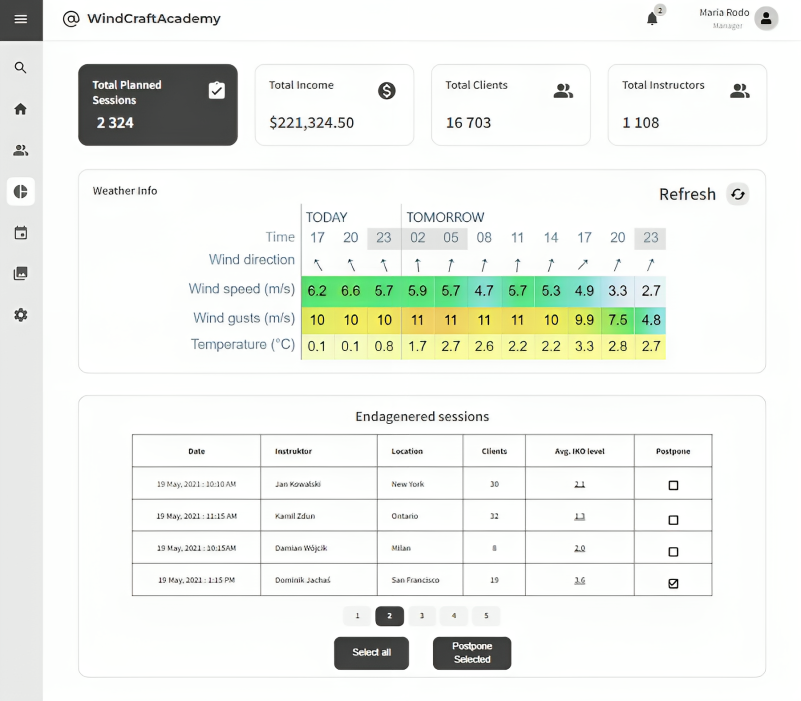 @ WindCraftAcademy
2
Maria Rodo
Manager
Total Planned
Sessions
2 324
Total Income
$221,324.50
Total Clients
16 703
Total Instructors
1 108
Weather Info
Refresh
TODAY TOMORROW
Time 17 20 23 02 05 08 11 14 17 20 23
Wind direction
Wind speed (m/s) 6.2 6.6 5.7 5.9 5.7 4.7 5.7 5.3 4.9 3.3 2.7
Wind gusts (m/s) 10 10 10 11 11 11 11 10 9.9 7.5 4.8
Temperature (°C) 0.1 0.1 0.8 1.7 2.7 2.6 2.2 2.2 3.3 2.8 2.7
Endagenered sessions
Date Instruktor Location Clients Avg. IKO level Postpone
19 May, 2021 : 10:10 AM Jan Kowalski New York 30 2.1
19 May, 2021 : 11:15 AM Kamil Zdun Ontario 32 1.3
19 May, 2021 : 10:15AM Damian Wójcik Milan 8 2.0
19 May, 2021 : 1:15 PM Dominik Jachaś San Francisco 19 3.6
1 2 3 4 5
Select all
Postpone
Selected